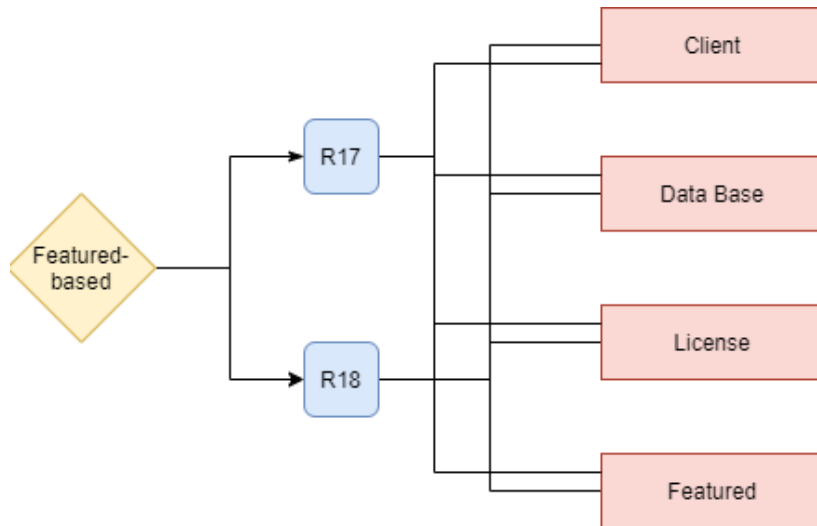 Client
R17
Data Base
Featured-
based
License
R18
Featured